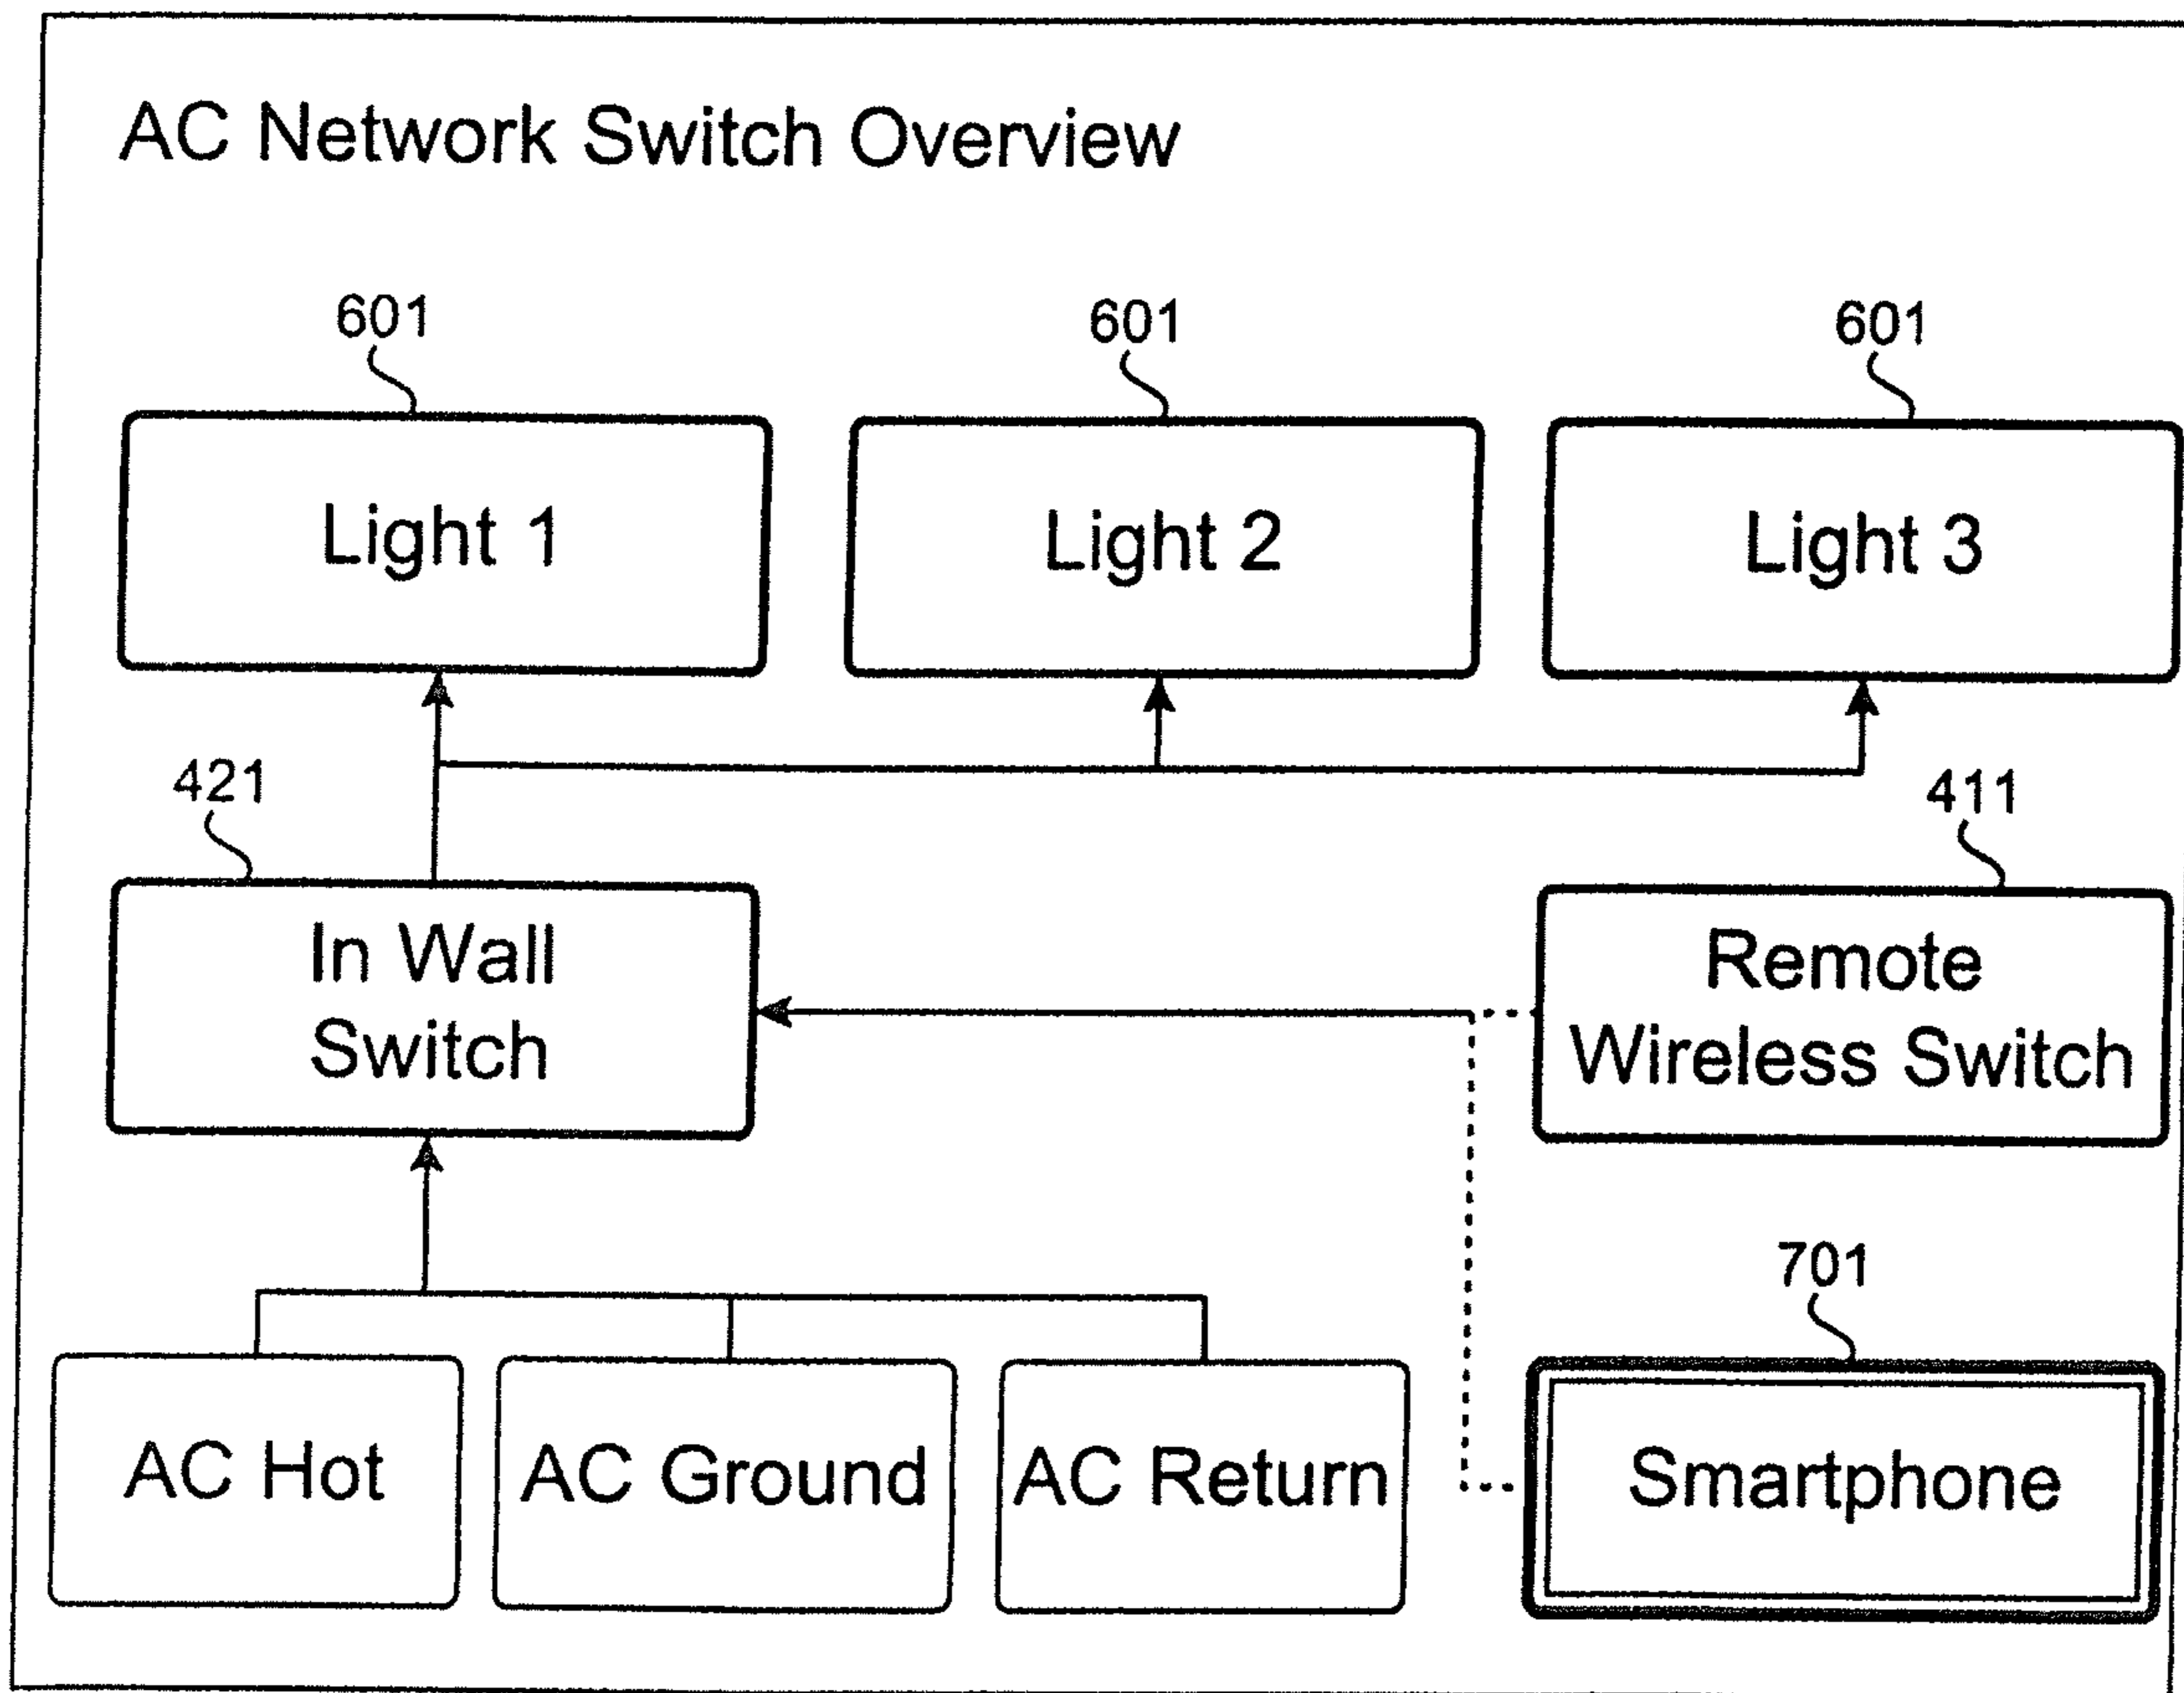 AC Network Switch Overview
601
601
601
Light 1
Light 2
Light 3
421
411
In Wall
Switch
Remote
Wireless Switch
701
AC Hot
AC Ground
AC Return
Smartphone